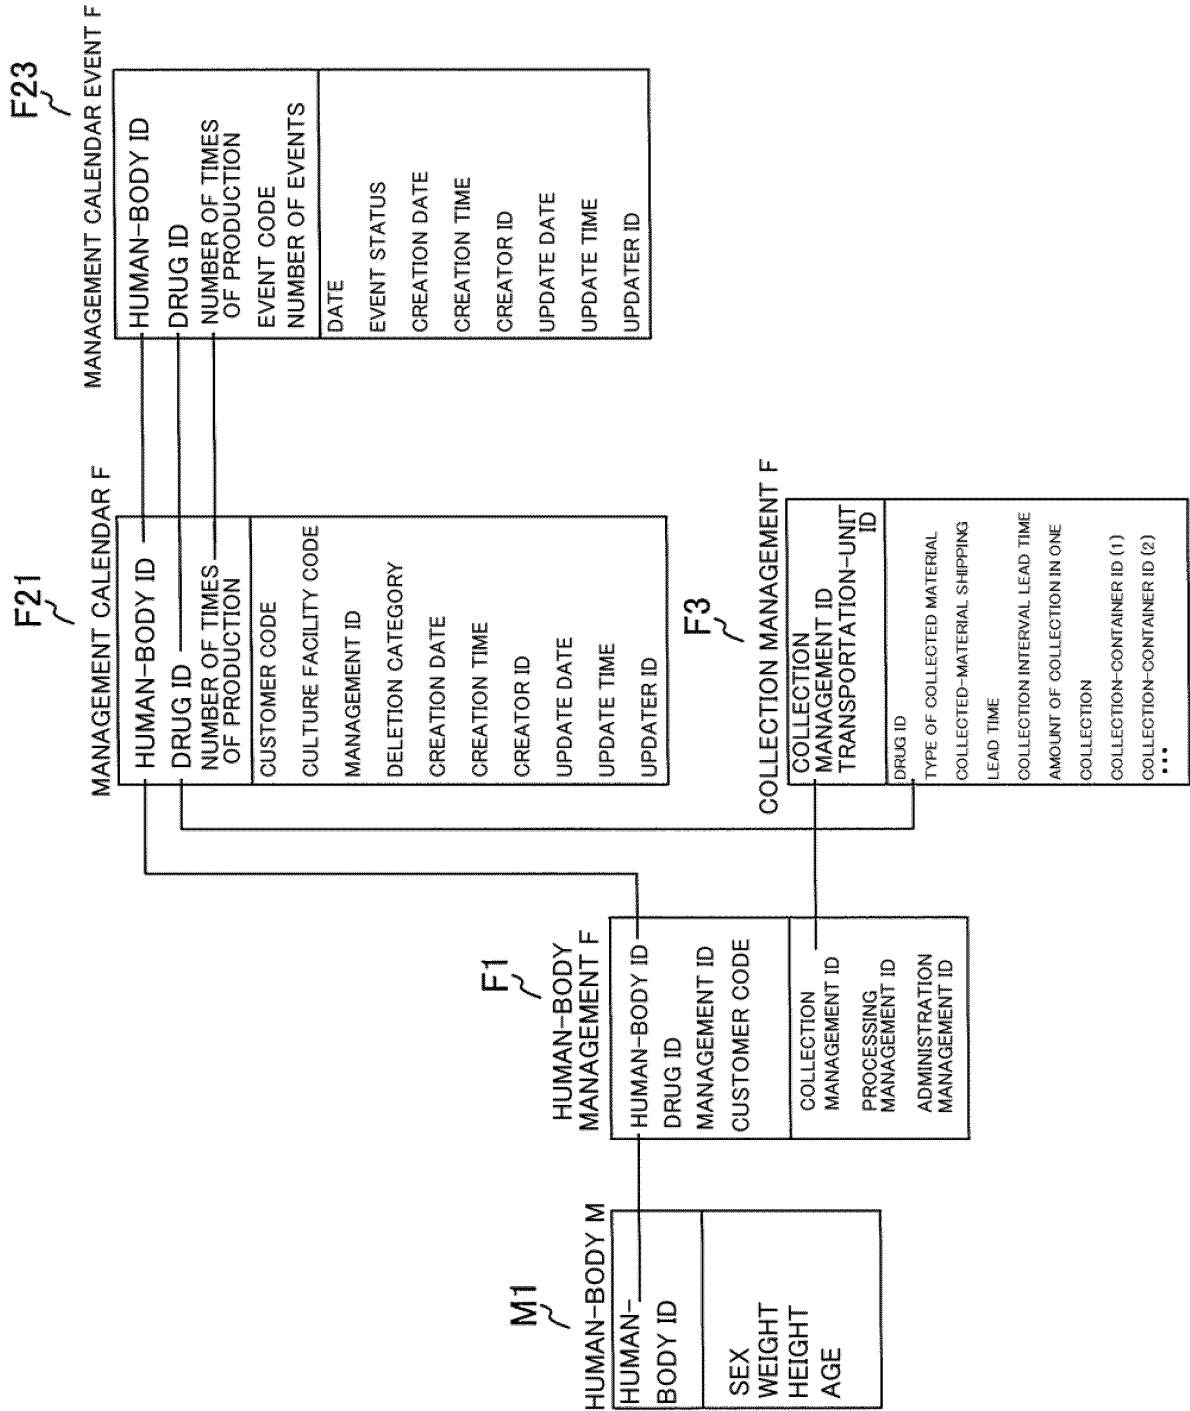 M1
HUMAN-BODY M
HUMAN-
BODY ID
SEX
WEIGHT
HEIGHT
AGE
F1
HUMAN-BODY
MANAGEMENT F
HUMAN-BODY ID
DRUG ID
MANAGEMENT ID
CUSTOMER CODE
COLLECTION
MANAGEMENT ID
PROCESSING
MANAGEMENT ID
ADMINISTRATION
MANAGEMENT ID
F21
MANAGEMENT CALENDAR F
HUMAN-BODY ID
DRUG ID
NUMBER OF TIMES
OF PRODUCTION
CUSTOMER CODE
CULTURE FACILITY CODE
MANAGEMENT ID
DELETION CATEGORY
CREATION DATE
CREATION TIME
CREATOR ID
UPDATE DATE
UPDATE TIME
UPDATER ID
F3
COLLECTION MANAGEMENT F
COLLECTION
MANAGEMENT ID
TRANSPORTATION-UNIT
ID
DRUG ID
TYPE OF COLLECTED MATERIAL
COLLECTED-MATERIAL SHIPPING
LEAD TIME
COLLECTION INTERVAL LEAD TIME
AMOUNT OF COLLECTION IN ONE
COLLECTION
COLLECTION-CONTAINER ID (1)
COLLECTION-CONTAINER ID (2)
•••
F23
MANAGEMENT CALENDAR EVENT F
HUMAN-BODY ID
DRUG ID
NUMBER OF TIMES
OF PRODUCTION
EVENT CODE
NUMBER OF EVENTS
DATE
EVENT STATUS
CREATION DATE
CREATION TIME
CREATOR ID
UPDATE DATE
UPDATE TIME
UPDATER ID